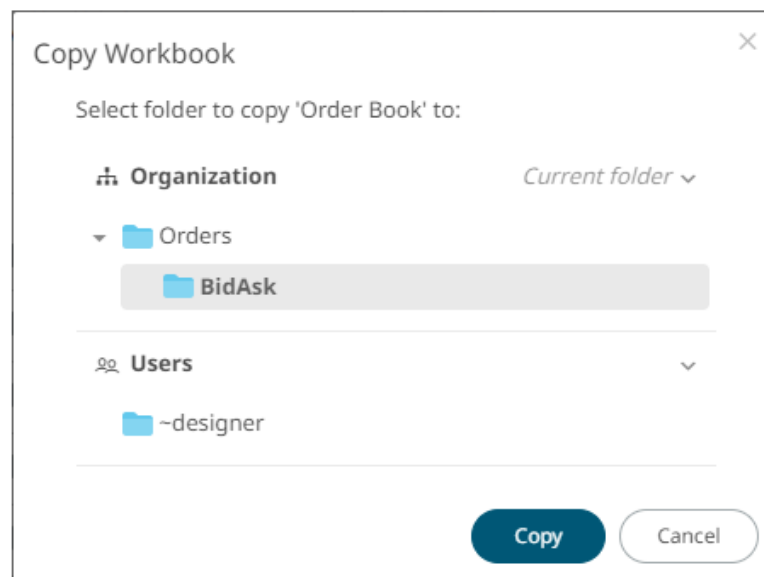 Copy Workbook
Select folder to copy 'Order Book' to:
Organization Current folder
Orders
BidAsk
Users
~designer
Copy Cancel